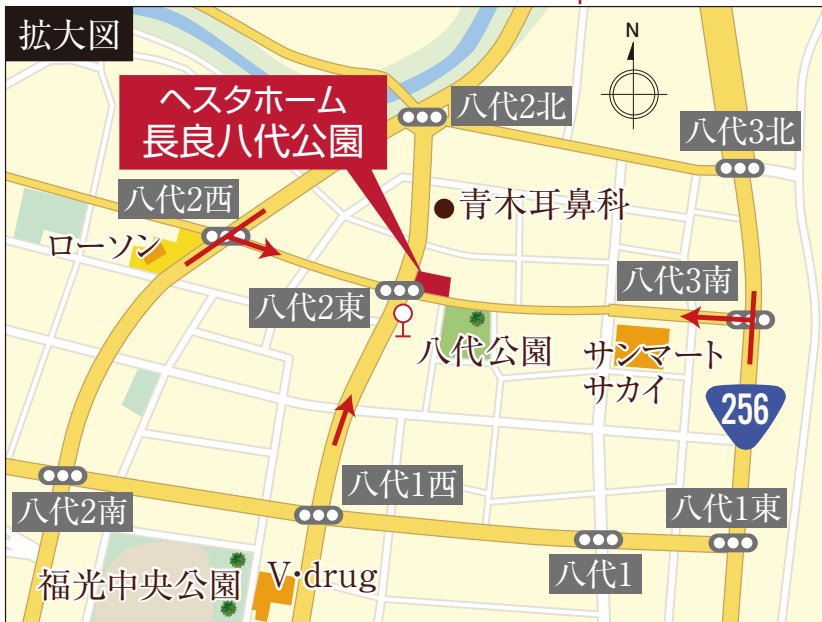 拡大図
N
ヘスタホーム
長良八代公園
八代2北
八代3北
八代2西
青木耳鼻科
ローソン
八代2東
八代3南
八代公園
サンマート
サカイ
256
八代2南
八代1西
八代1東
八代1
福光中央公園
V・drug